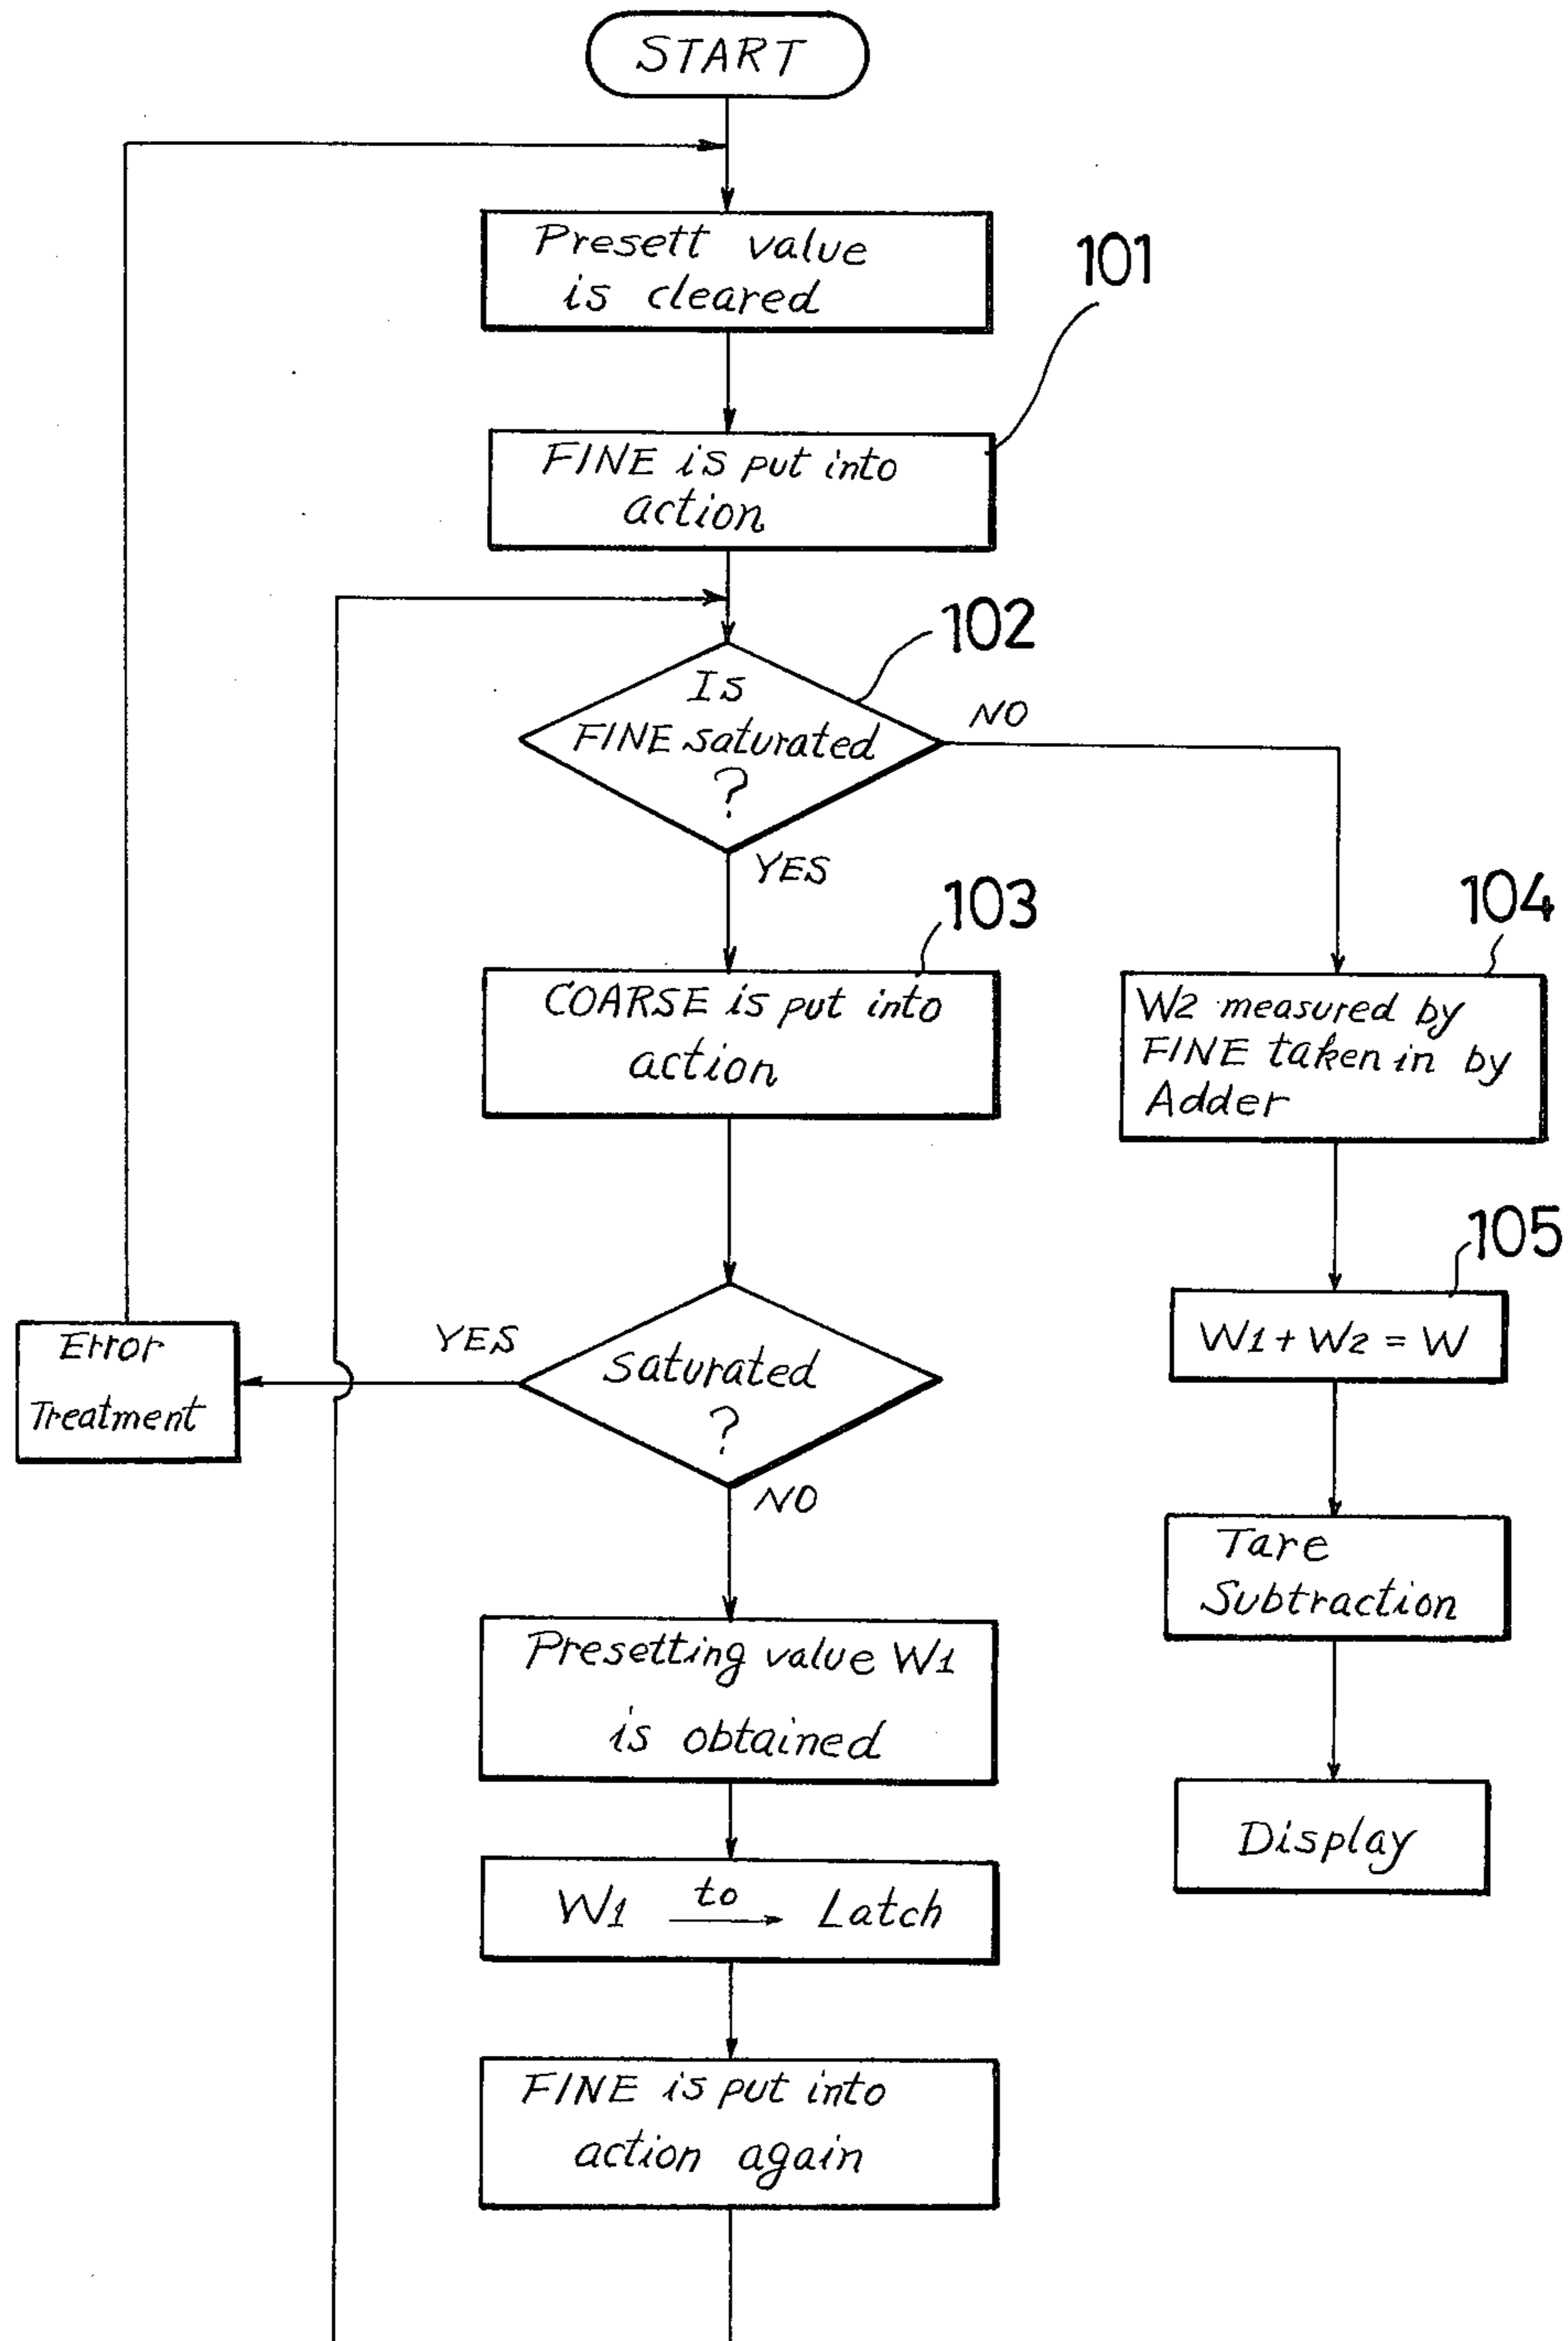 START
Presett value
is cleared
101
FINE is put into
action
102
Is
FINE saturated
?
NO
YES
103
COARSE is put into
action
104
W2 measured by
FINE taken in by
Adder
105
W1 + W2 = W
Error
Treatment
YES
Saturated
?
NO
Tare
Subtraction
Presetting value W1
is obtained
Display
W1 to Latch
FINE is put into
action again